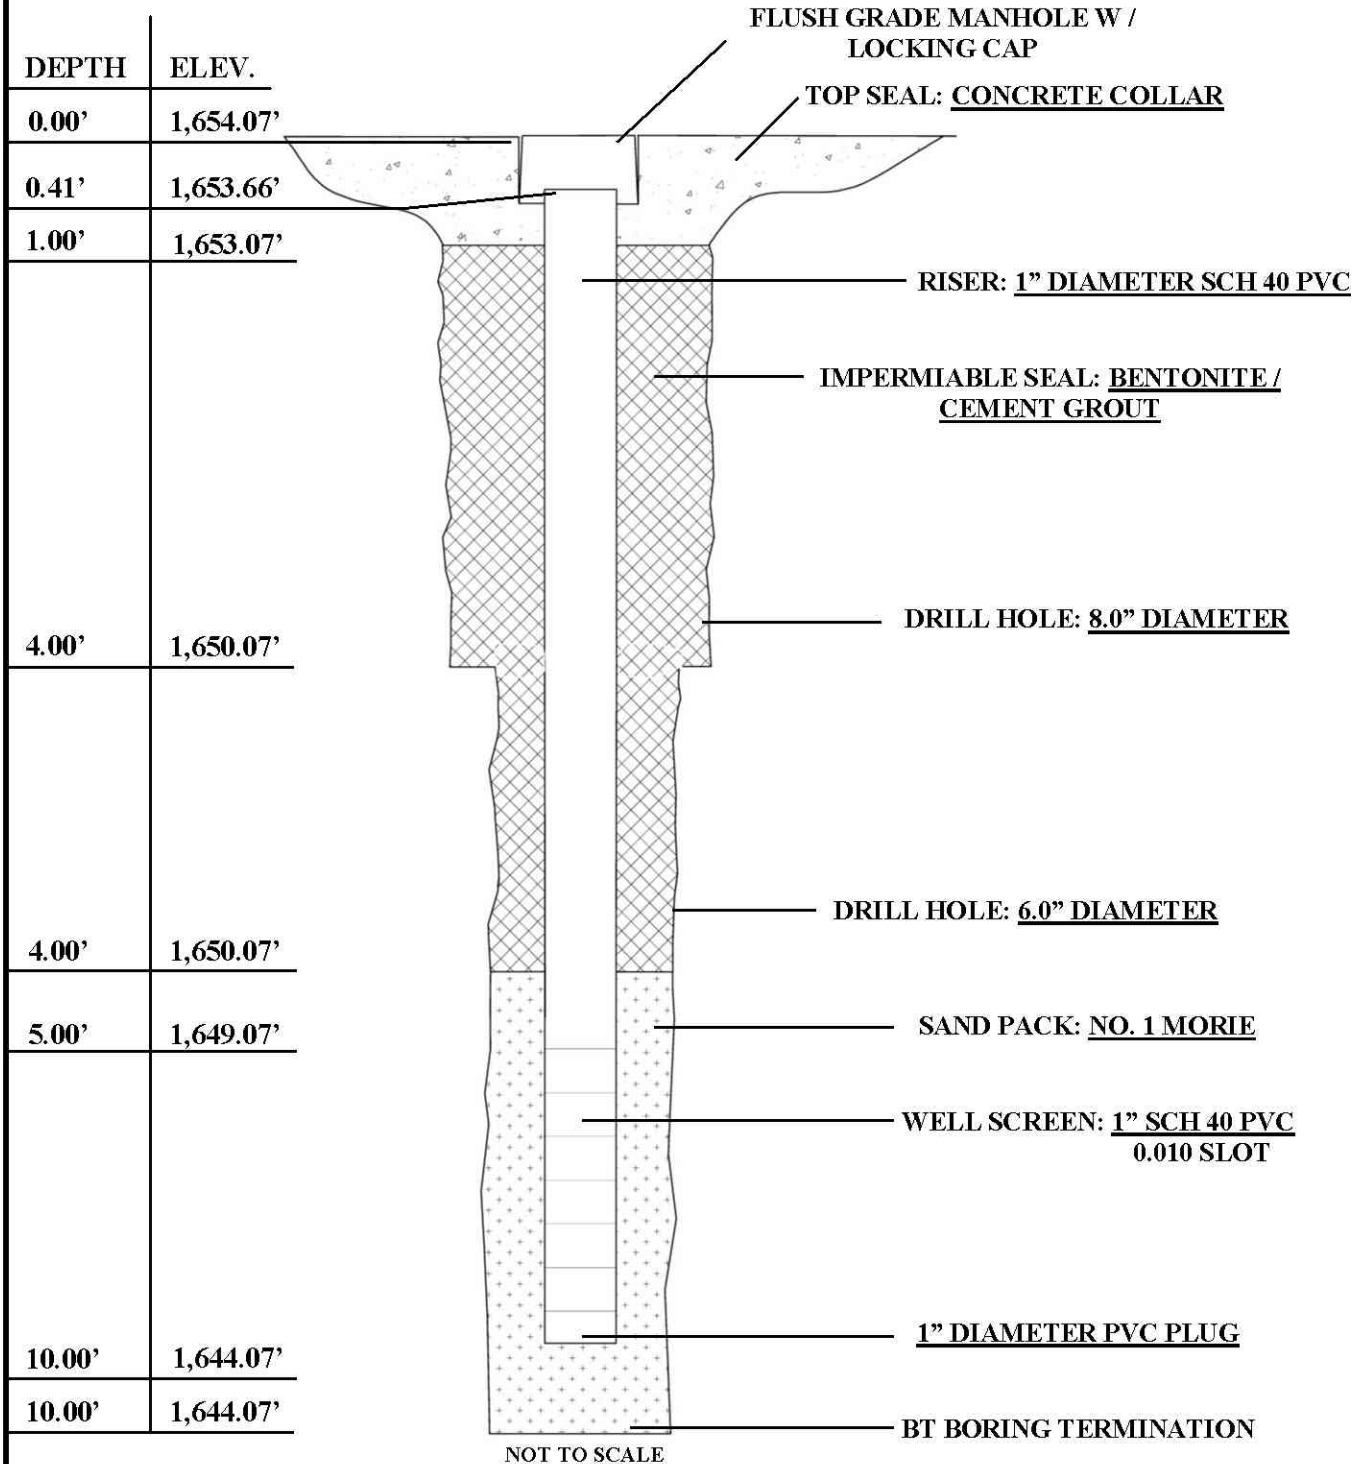 FLUSH GRADE MANHOLE W /
LOCKING CAP
DEPTH ELEV.
TOP SEAL: CONCRETE COLLAR
0.00’ 1,654.07’
0.41’ 1,653.66’
1.00’ 1,653.07’
RISER: 1” DIAMETER SCH 40 PVC
IMPERMIABLE SEAL: BENTONITE /
CEMENT GROUT
DRILL HOLE: 8.0” DIAMETER
4.00’ 1,650.07’
DRILL HOLE: 6.0” DIAMETER
4.00’ 1,650.07’
SAND PACK: NO. 1 MORIE
5.00’ 1,649.07’
WELL SCREEN: 1” SCH 40 PVC
0.010 SLOT
1” DIAMETER PVC PLUG
10.00’ 1,644.07’
10.00’ 1,644.07’
BT BORING TERMINATION
NOT TO SCALE